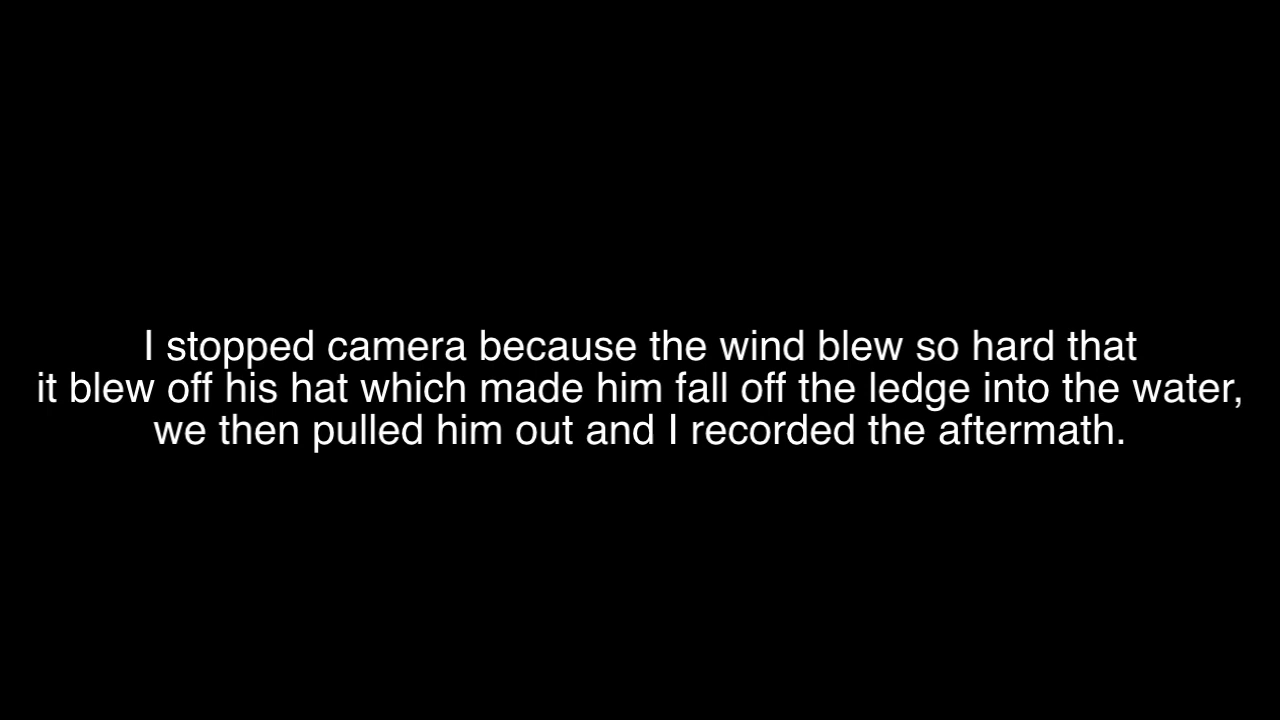 I stopped camera because the wind blew so hard that
it blew off his hat which made him fall off the ledge into the water,
we then pulled him out and I recorded the aftermath.